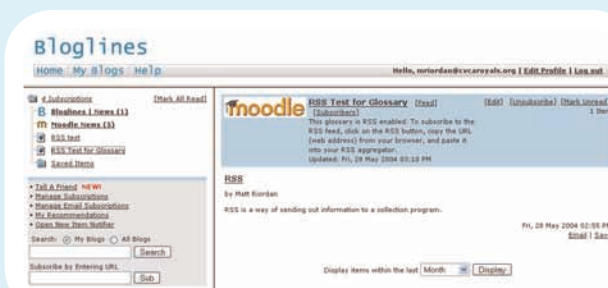 Bloglines
Home My Blogs Help
Hello, mriordan@cvcaroyals.org | Edit Profile | Log out
4 Subscriptions [Mark All Read]
Bloglines | News (1)
Moodle News (5)
RSS test
RSS Test for Glossary
Saved Items
• Tell A Friend NEW!
• Manage Subscriptions
• Manage Email Subscriptions
• My Recommendations
• Open New Item Notifier
Search: My Blogs All Blogs
Search
Subscribe by Entering URL
Sub
moodle
RSS Test for Glossary [Feed] [Edit] [Unsubscribe] [Mark Unread]
[Subscribers] 1 Item
This glossary is RSS enabled. To subscribe to the
RSS feed, click on the RSS button, copy the URL
(web address) from your browser, and paste it
into your RSS aggregator.
Updated: Fri, 28 May 2004 03:10 PM
RSS
by Matt Riordan
RSS is a way of sending out information to a collection program.
Fri, 28 May 2004 02:55 PM
Email |
Display items within the last Month Display